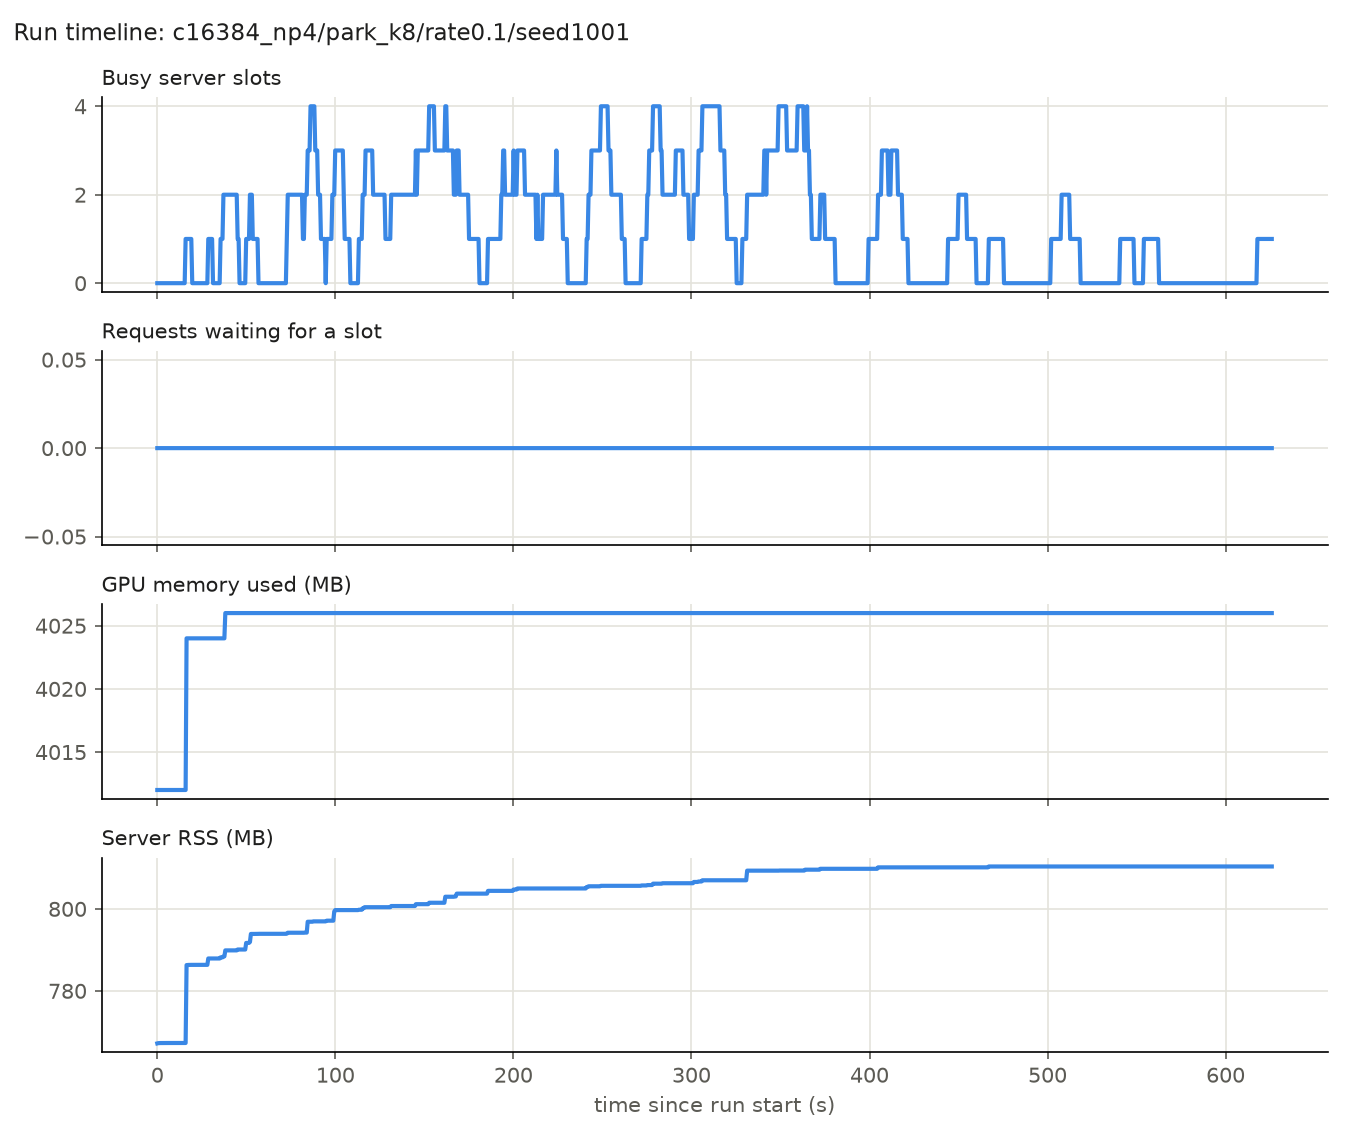 Run timeline: c16384_np4/park_k8/rate0.1/seed1001
Busy server slots
4
2
0
Requests waiting for a slot
0.05
0.00
−0.05
GPU memory used (MB)
4025
4020
4015
Server RSS (MB)
800
780
0 100 200 300 400 500 600
time since run start (s)